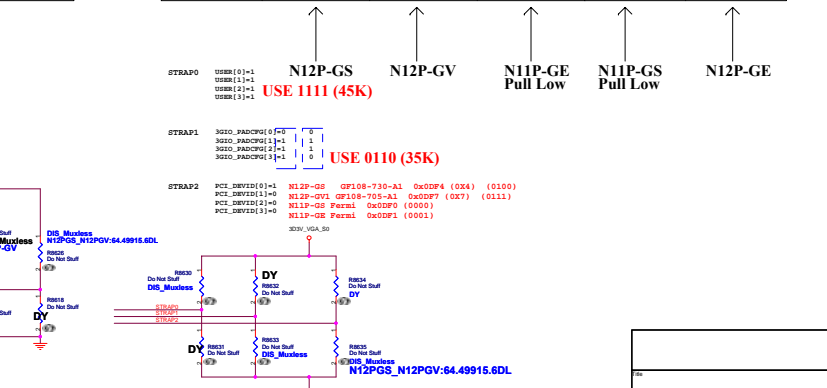 N12P-GS N12P-GV N11P-GE N11P-GS N12P-GE
Pull Low Pull Low
STRAP0 USER[0]=1
USER[1]=1
USER[2]=1
USER[3]=1
USE 1111 (45K)
STRAP1 3GIO_PADCFG[0]=0 0
3GIO_PADCFG[1]=1 1
3GIO_PADCFG[2]=1 1
3GIO_PADCFG[3]=1 0
USE 0110 (35K)
STRAP2 PCI_DEVID[0]=1 N12P-GS GF108-730-A1 0x0DF4 (0X4) (0100)
PCI_DEVID[1]=0 N12P-GV1 GF108-705-A1 0x0DF7 (0X7) (0111)
PCI_DEVID[2]=0 N11P-GS Fermi 0x0DF0 (0000)
PCI_DEVID[3]=0 N11P-GE Fermi 0x0DF1 (0001)
3D3V_VGA_S0
Stuff
Muxless
-GV
DIS_Muxless
N12PGS_N12PGV:64.49915.6DL
R8626
Do Not Stuff
Stuff
R8618
Do Not Stuff
DY
R8630
Do Not Stuff
DIS_Muxless
DY
R8632
Do Not Stuff
R8634
Do Not Stuff
DY
STRAP0
STRAP1
STRAP2
DY
R8631
Do Not Stuff
R8633
Do Not Stuff
DIS_Muxless
R8635
Do Not Stuff
DIS_Muxless
N12PGS_N12PGV:64.49915.6DL
Title